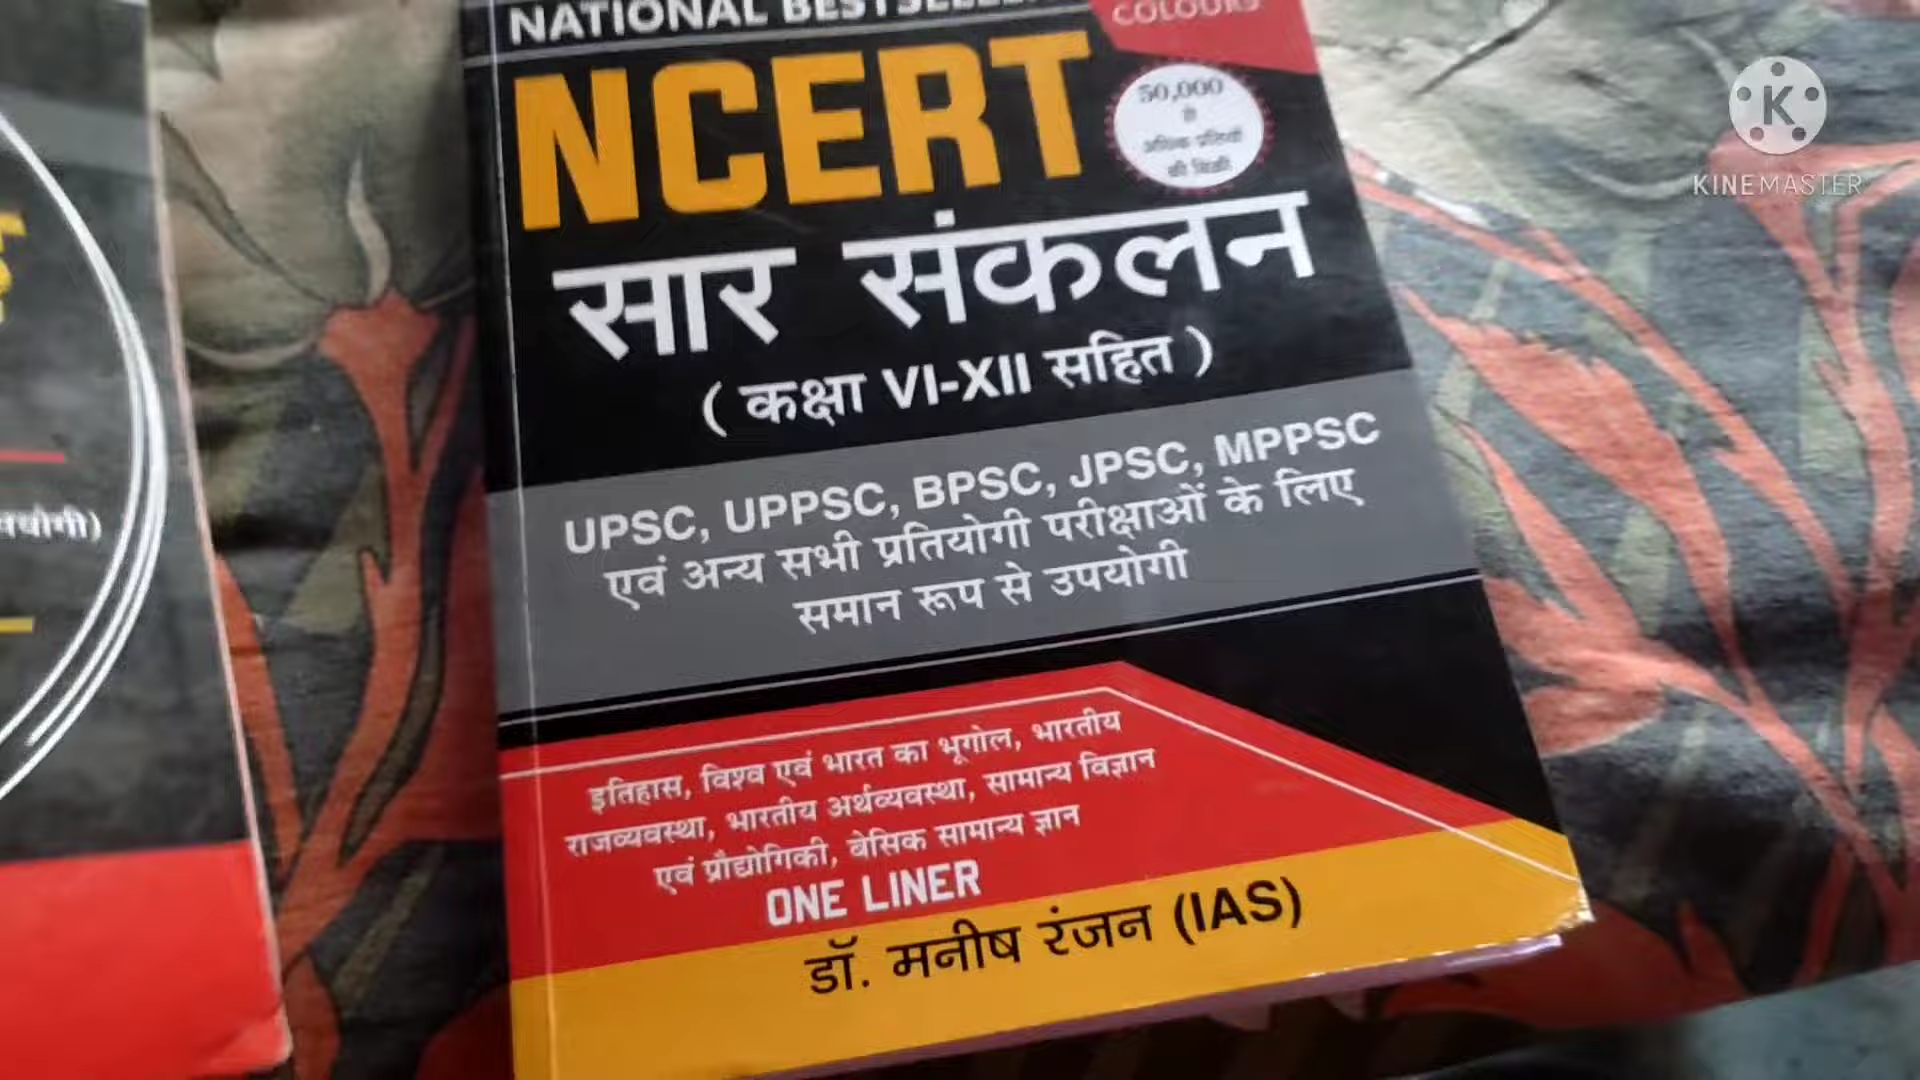 NATIONAL BESTSELLER
COLOURS
NCERT
50,000
से
अधिक प्रतियों
की बिक्री
सार संकलन
( कक्षा VI-XII सहित )
UPSC, UPPSC, BPSC, JPSC, MPPSC
एवं अन्य सभी प्रतियोगी परीक्षाओं के लिए
समान रूप से उपयोगी
इतिहास, विश्व एवं भारत का भूगोल, भारतीय
राजव्यवस्था, भारतीय अर्थव्यवस्था, सामान्य विज्ञान
एवं प्रौद्योगिकी, बेसिक सामान्य ज्ञान
ONE LINER
डॉ. मनीष रंजन (IAS)
K
KINEMASTER